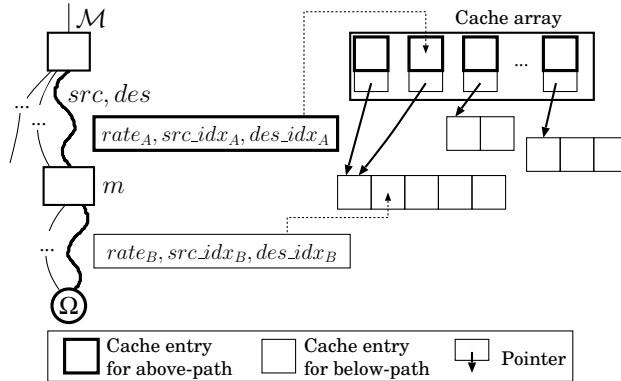 ℳ
Cache array
...
src, des
...
...
rate_A, src_idx_A, des_idx_A
m
...
rate_B, src_idx_B, des_idx_B
Ω
Cache entry for above-path
Cache entry for below-path
Pointer